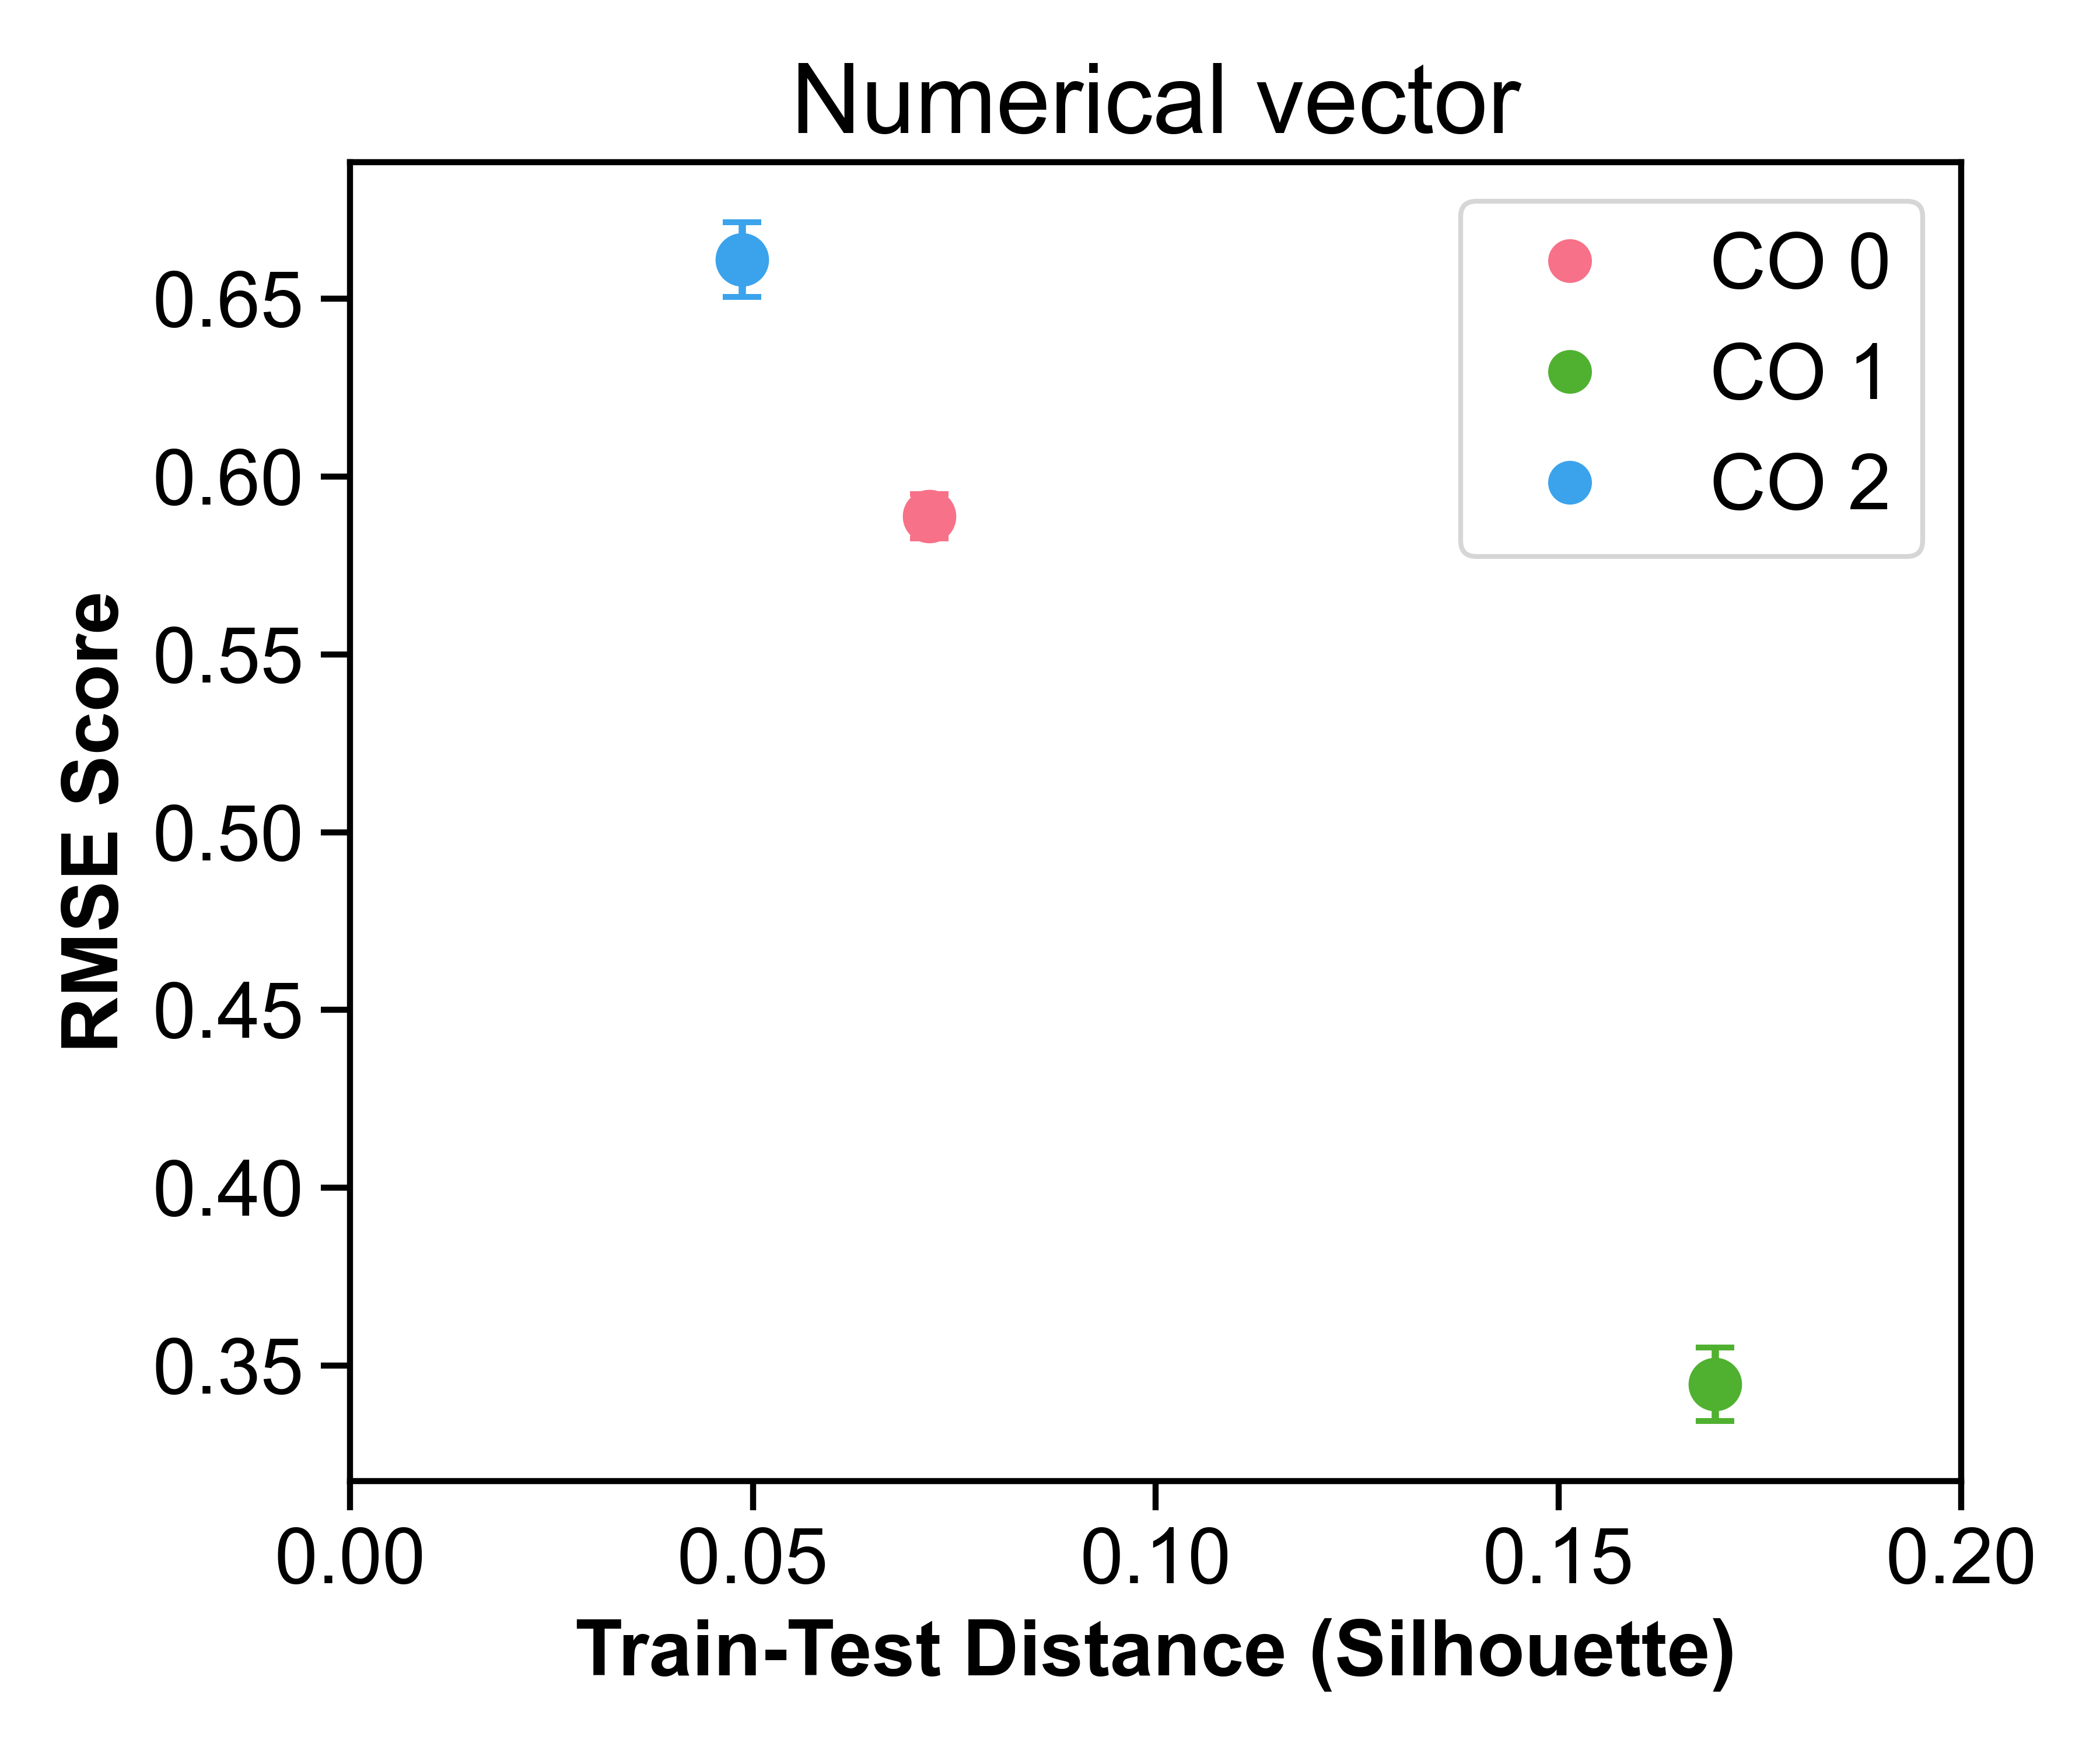 Numerical vector
CO 0
CO 1
CO 2
RMSE Score
0.65
0.60
0.55
0.50
0.45
0.40
0.35
0.00 0.05 0.10 0.15 0.20
Train-Test Distance (Silhouette)